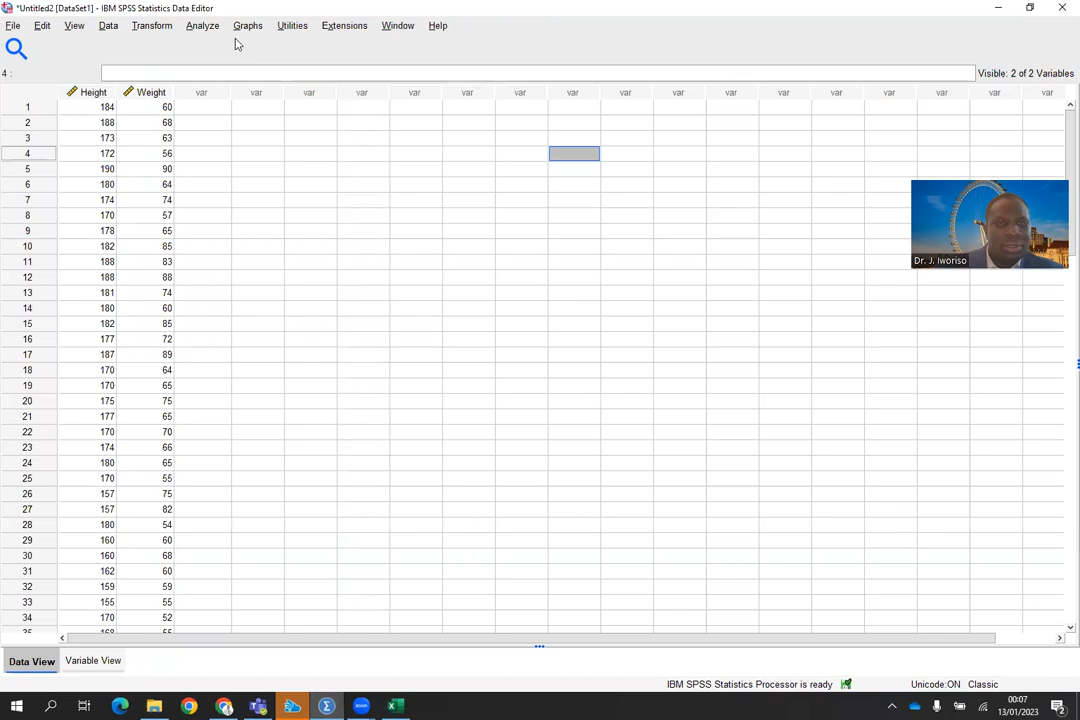 *Untitled2 [DataSet1] - IBM SPSS Statistics Data Editor
File Edit View Data Transform Analyze Graphs Utilities Extensions Window Help
4 : Visible: 2 of 2 Variables
Height Weight var var var var var var var var var var var var var var var var var
1 184 60
2 188 68
3 173 63
4 172 56
5 190 90
6 180 64
7 174 74
8 170 57
9 178 65
10 182 85
11 188 83
12 188 88
13 181 74
14 180 60
15 182 85
16 177 72
17 187 89
18 170 64
19 170 65
20 175 75
21 177 65
22 170 70
23 174 66
24 180 65
25 170 55
26 157 75
27 157 82
28 180 54
29 160 60
30 160 68
31 162 60
32 159 59
33 155 55
34 170 52
35 168 55
Dr. J. Iworiso
Data View Variable View
IBM SPSS Statistics Processor is ready Unicode:ON Classic
00:07
13/01/2023
2